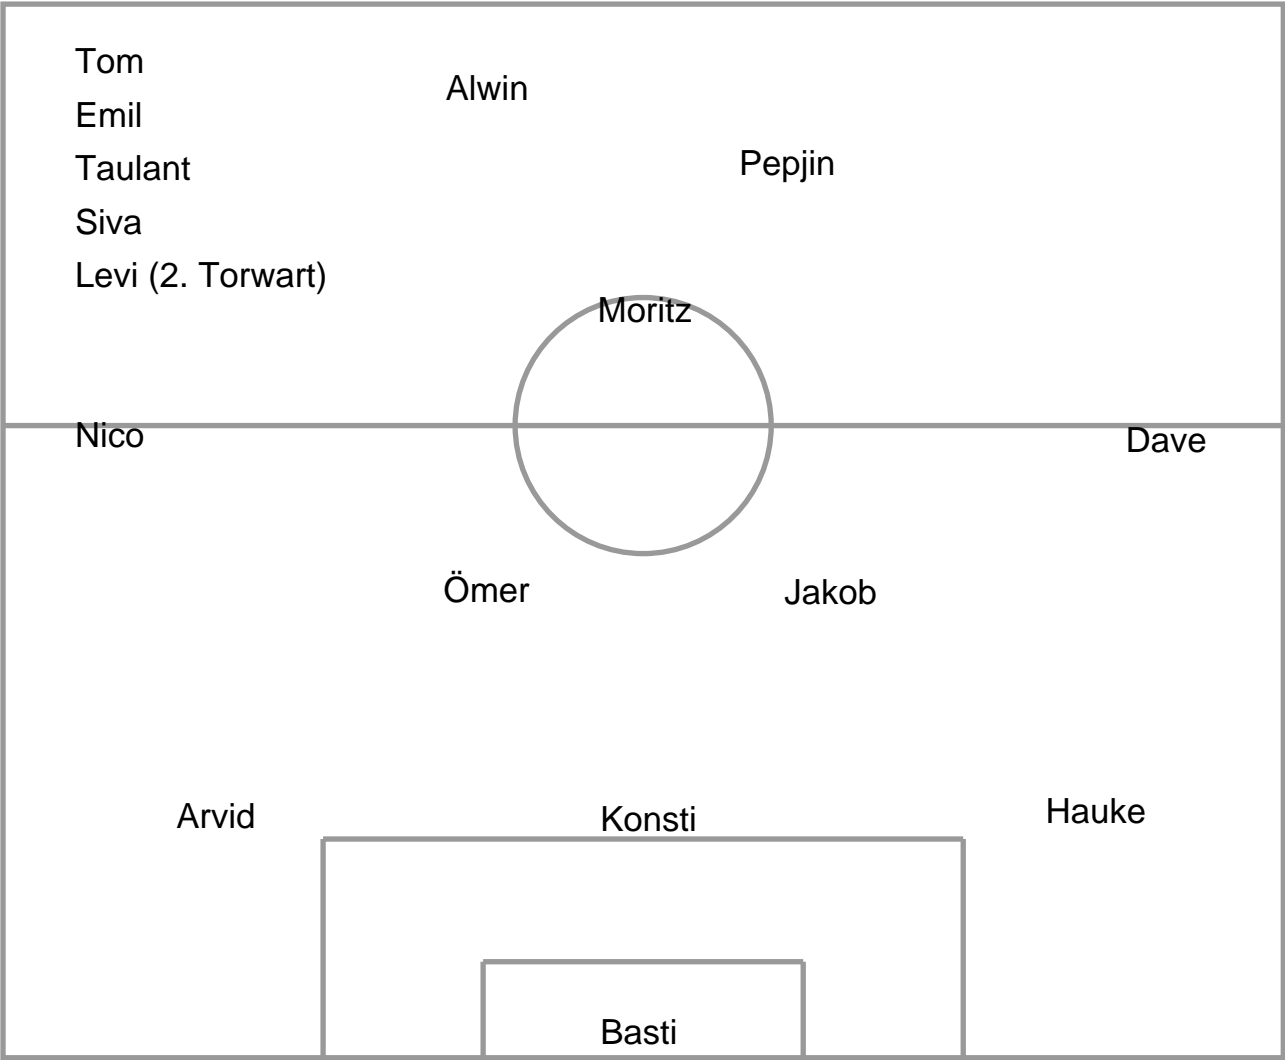 Tom
Emil
Taulant
Siva
Levi (2. Torwart)
Alwin
Pepjin
Moritz
Nico
Dave
Ömer
Jakob
Arvid
Konsti
Hauke
Basti